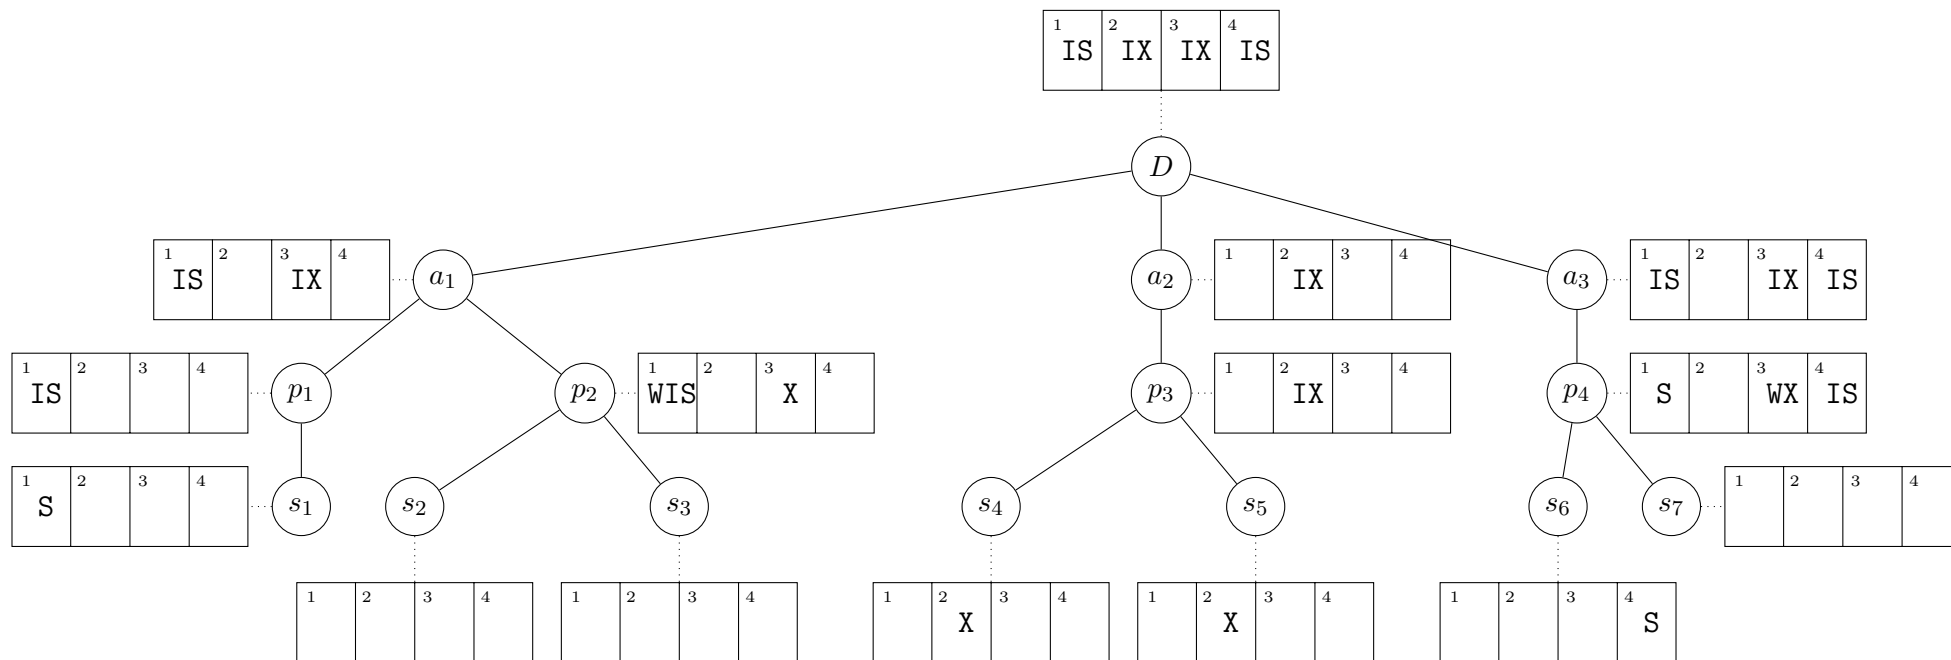 1 IS 2 IX 3 IX 4 IS
D
1 IS 2 3 IX 4
a1
a2
1 2 IX 3 4
a3
1 IS 2 3 IX 4 IS
1 IS 2 3 4
p1
p2
1 WIS 2 3 X 4
p3
1 2 IX 3 4
p4
1 S 2 3 WX 4 IS
1 S 2 3 4
s1
s2
s3
s4
s5
s6
s7
1 2 3 4
1 2 3 4
1 2 3 4
1 2 X 3 4
1 2 X 3 4
1 2 3 4 S